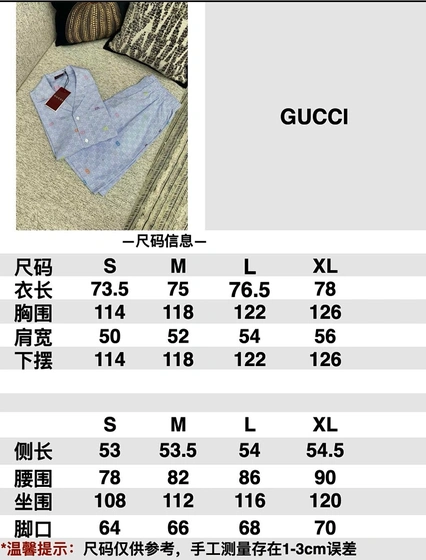 GUCCI
—尺码信息—
尺码 S M L XL
衣长 73.5 75 76.5 78
胸围 114 118 122 126
肩宽 50 52 54 56
下摆 114 118 122 126
S M L XL
侧长 53 53.5 54 54.5
腰围 78 82 86 90
坐围 108 112 116 120
脚口 64 66 68 70
*温馨提示：尺码仅供参考，手工测量存在1-3cm误差